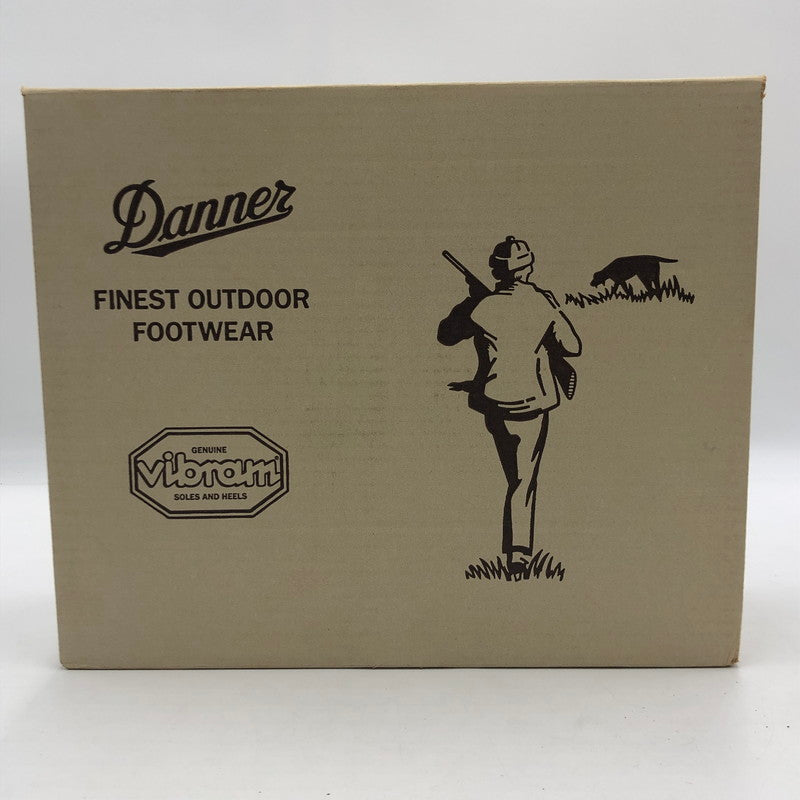 Danner
FINEST OUTDOOR
FOOTWEAR
GENUINE
vibram®
SOLES AND HEELS